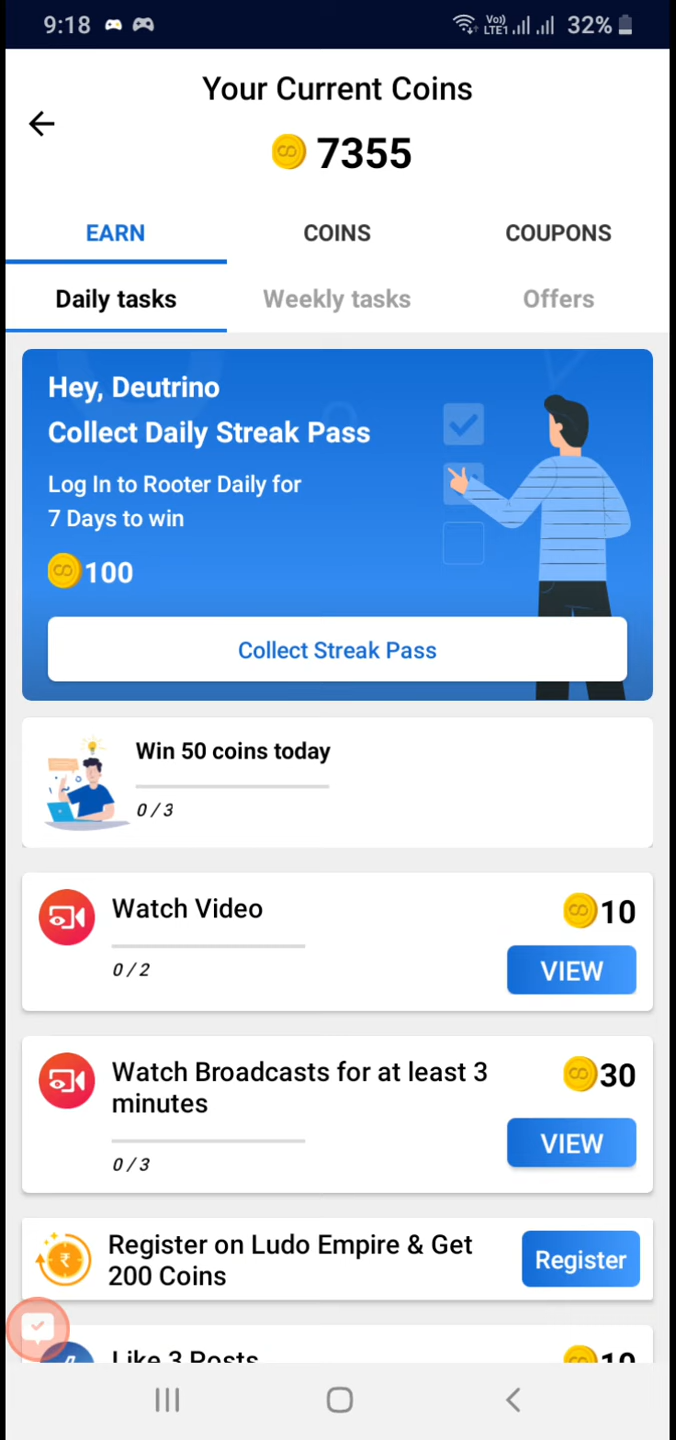 9:18
Vo))
LTE1
32%
Your Current Coins
7355
EARN
COINS
COUPONS
Daily tasks
Weekly tasks
Offers
Hey, Deutrino
Collect Daily Streak Pass
Log In to Rooter Daily for
7 Days to win
100
Collect Streak Pass
Win 50 coins today
0 / 3
Watch Video
10
0 / 2
VIEW
Watch Broadcasts for at least 3
minutes
30
0 / 3
VIEW
Register on Ludo Empire & Get
200 Coins
Register
Like 3 Posts
10